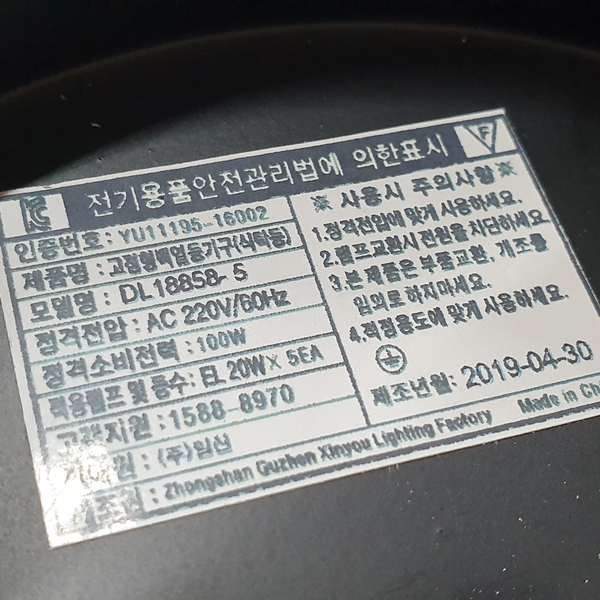 전기용품안전관리법에 의한표시
인증번호 : YU11195-16002
제품명 : 고정형백열등기구(식탁등)
모델명 : DL18858-5
정격전압 : AC 220V/60Hz
정격소비전력 : 100W
적용램프 및 등수: EL 20W X 5EA
고객지원 : 1588-8970
원 : (주)임산
제조원 : Zhongshan Guzhen Xinyou Lighting Factory Made in Chi
※ 사용시 주의사항 ※
1.정격전압에 맞게 사용하세요.
2.램프교환시 전원을 차단하세요.
3.본 제품은 부품교환, 개조를
임의로 하지마세요.
4.적정용도에 맞게 사용하세요.
제조년월: 2019-04-30
F